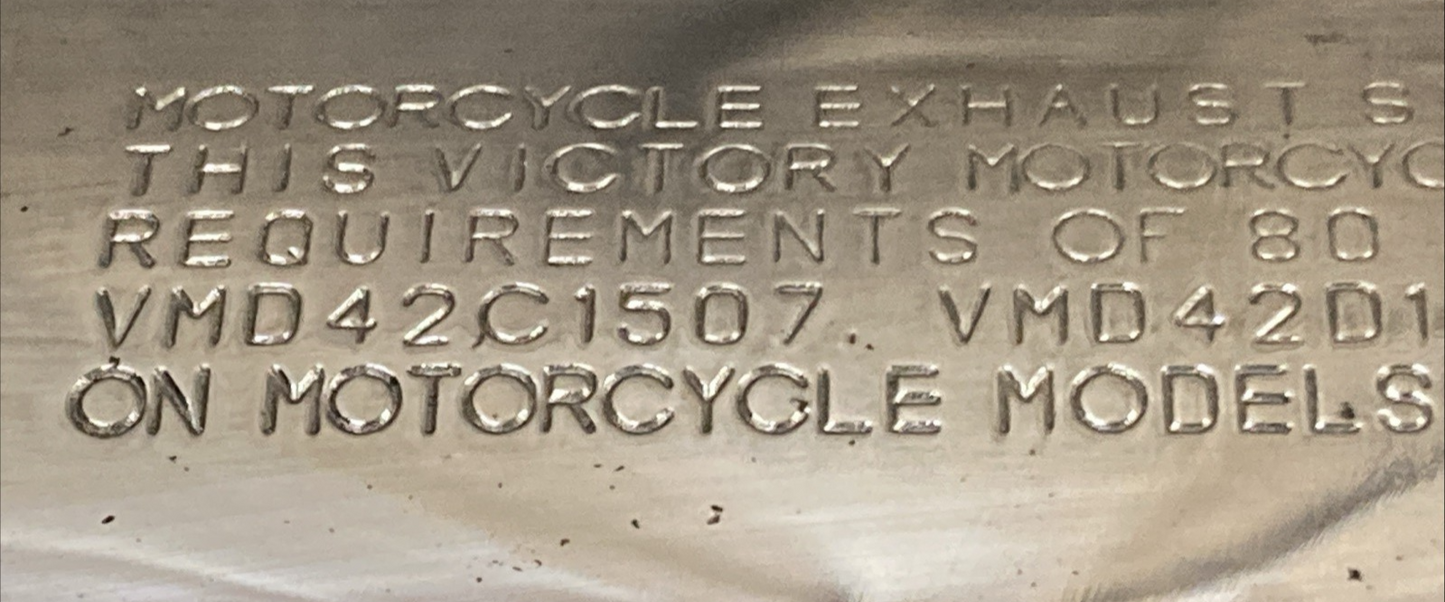 MOTORCYCLE EXHAUST S
THIS VICTORY MOTORCYC
REQUIREMENTS OF 80
VMD42C1507. VMD42D1
ON MOTORCYCLE MODELS